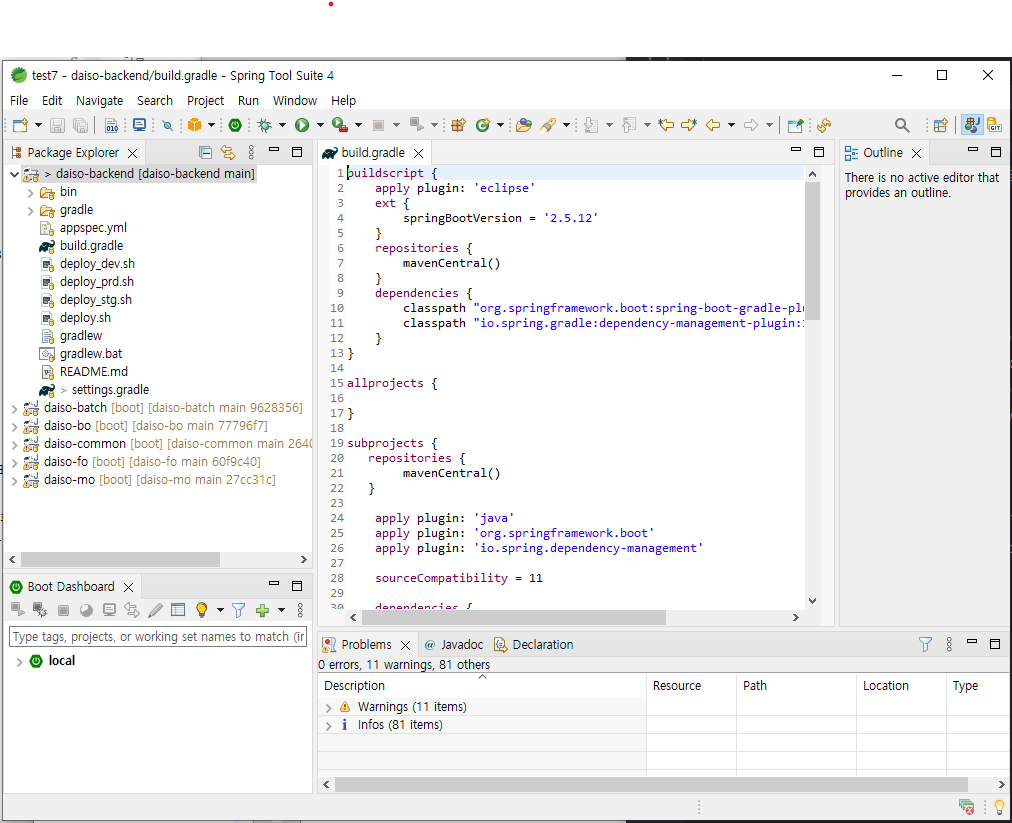 test7 - daiso-backend/build.gradle - Spring Tool Suite 4
File Edit Navigate Search Project Run Window Help
Package Explorer
> daiso-backend [daiso-backend main]
bin
gradle
appspec.yml
build.gradle
deploy_dev.sh
deploy_prd.sh
deploy_stg.sh
deploy.sh
gradlew
gradlew.bat
README.md
> settings.gradle
daiso-batch [boot] [daiso-batch main 9628356]
daiso-bo [boot] [daiso-bo main 77796f7]
daiso-common [boot] [daiso-common main 2640
daiso-fo [boot] [daiso-fo main 60f9c40]
daiso-mo [boot] [daiso-mo main 27cc31c]
build.gradle
1 buildscript {
2 apply plugin: 'eclipse'
3 ext {
4 springBootVersion = '2.5.12'
5 }
6 repositories {
7 mavenCentral()
8 }
9 dependencies {
10 classpath "org.springframework.boot:spring-boot-gradle-plu
11 classpath "io.spring.gradle:dependency-management-plugin:
12 }
13 }
14
15 allprojects {
16
17 }
18
19 subprojects {
20 repositories {
21 mavenCentral()
22 }
23
24 apply plugin: 'java'
25 apply plugin: 'org.springframework.boot'
26 apply plugin: 'io.spring.dependency-management'
27
28 sourceCompatibility = 11
29
30 dependencies {
Outline
There is no active editor that
provides an outline.
Boot Dashboard
Type tags, projects, or working set names to match (ir
local
Problems @ Javadoc Declaration
0 errors, 11 warnings, 81 others
Description Resource Path Location Type
Warnings (11 items)
Infos (81 items)